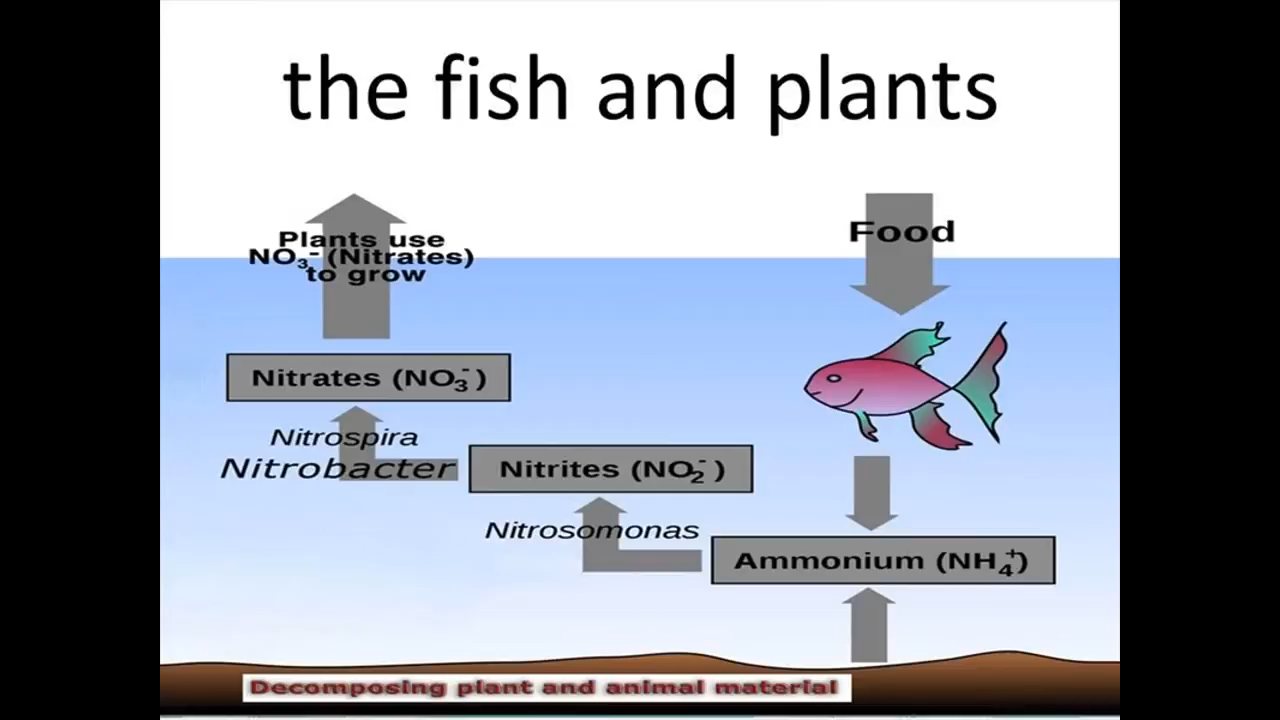 the fish and plants
Plants use
NO₃⁻ (Nitrates)
to grow
Food
Nitrates (NO₃⁻)
Nitrospira
Nitrobacter
Nitrites (NO₂⁻)
Nitrosomonas
Ammonium (NH₄⁺)
Decomposing plant and animal material